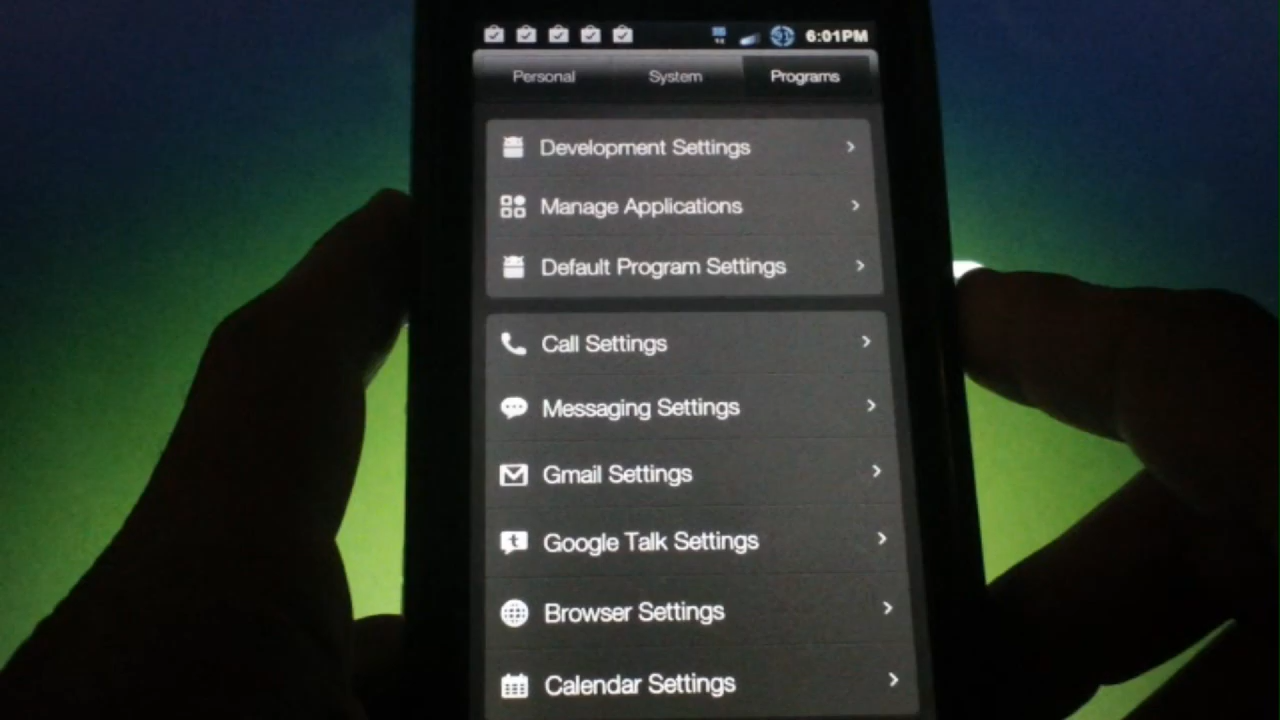 6:01PM
Personal System Programs
Development Settings
Manage Applications
Default Program Settings
Call Settings
Messaging Settings
Gmail Settings
Google Talk Settings
Browser Settings
Calendar Settings